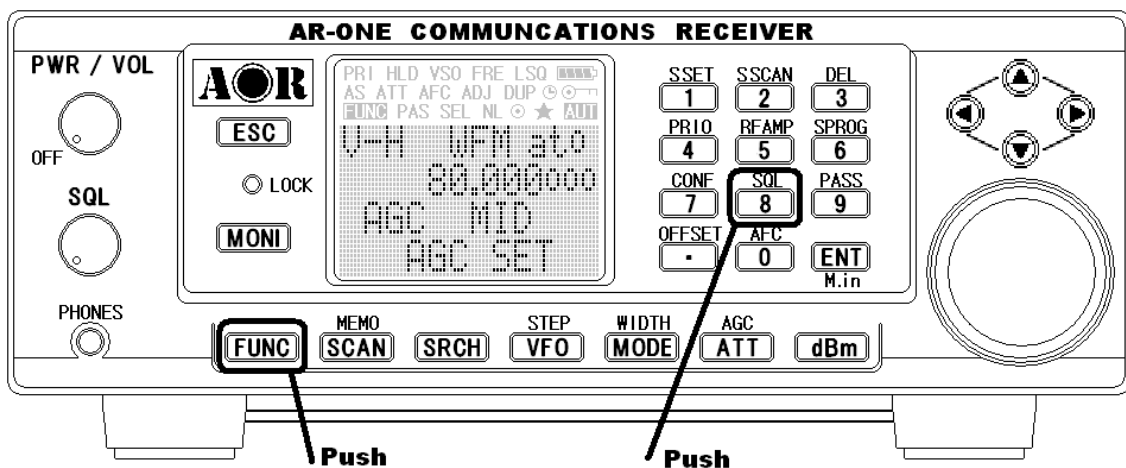 AR-ONE COMMUNCATIONS RECEIVER
PWR / VOL
OFF
SQL
PHONES
AOR
ESC
LOCK
MONI
PRI HLD VSO FRE LSQ
AS ATT AFC ADJ DUP
FUNC PAS SEL NL AUT
V-H WFM ato
80.000000
AGC MID
AGC SET
SSET SSCAN DEL
1 2 3
PRIO RFAMP SPROG
4 5 6
CONF SQL PASS
7 8 9
OFFSET AFC
. 0 ENT
M.in
MEMO STEP WIDTH AGC
FUNC SCAN SRCH VFO MODE ATT dBm
Push Push